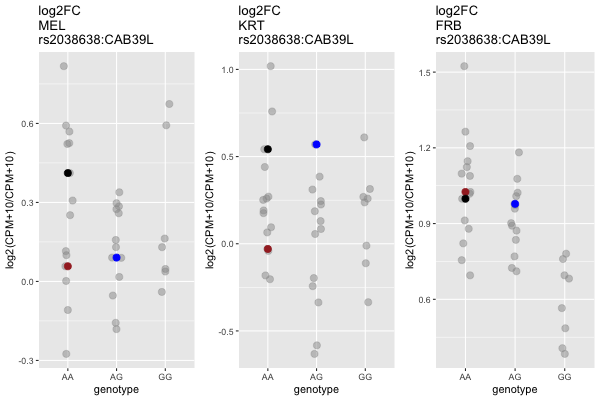 log2FC
MEL
rs2038638:CAB39L
log2(CPM+10/CPM+10)
0.6
0.3
0.0
-0.3
AA AG GG
genotype
log2FC
KRT
rs2038638:CAB39L
log2(CPM+10/CPM+10)
1.0
0.5
0.0
-0.5
AA AG GG
genotype
log2FC
FRB
rs2038638:CAB39L
log2(CPM+10/CPM+10)
1.5
1.2
0.9
0.6
AA AG GG
genotype